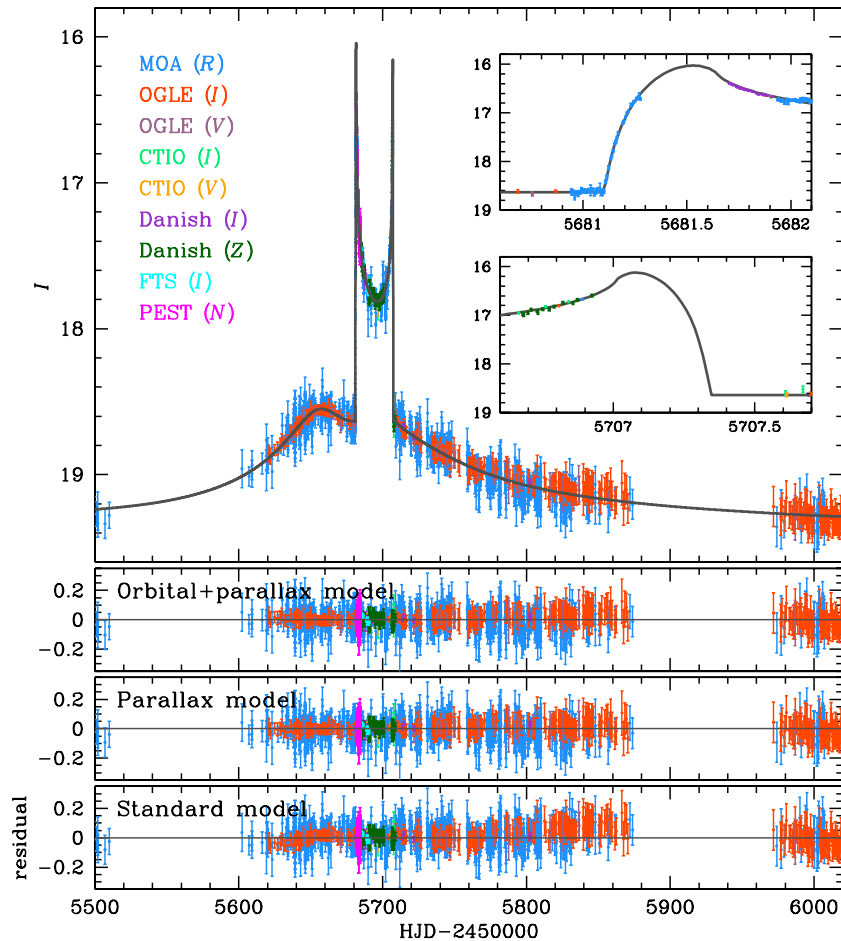 16
17
18
19
I
MOA (R)
OGLE (I)
OGLE (V)
CTIO (I)
CTIO (V)
Danish (I)
Danish (Z)
FTS (I)
PEST (N)
16
17
18
19
5681 5681.5 5682
16
17
18
19
5707 5707.5
0.2
0
−0.2
Orbital+parallax model
0.2
0
−0.2
Parallax model
0.2
0
−0.2
Standard model
residual
5500 5600 5700 5800 5900 6000
HJD−2450000